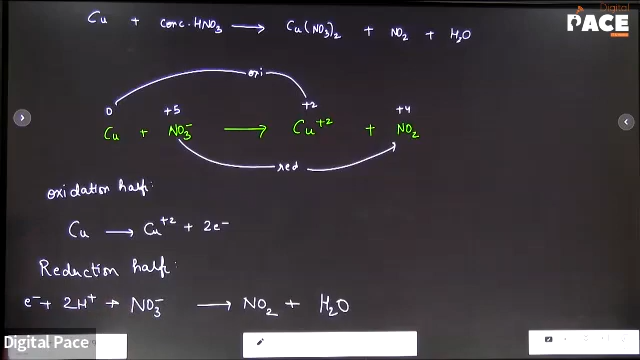 Digital
PACE
Cu + conc. HNO₃ ⟶ Cu(NO₃)₂ + NO₂ + H₂O
oxi
0 +5 +2 +4
Cu + NO₃⁻ ⟶ Cu⁺² + NO₂
red
oxidation half:
Cu ⟶ Cu⁺² + 2e⁻
Reduction half:
e⁻ + 2H⁺ + NO₃⁻ ⟶ NO₂ + H₂O
Digital Pace